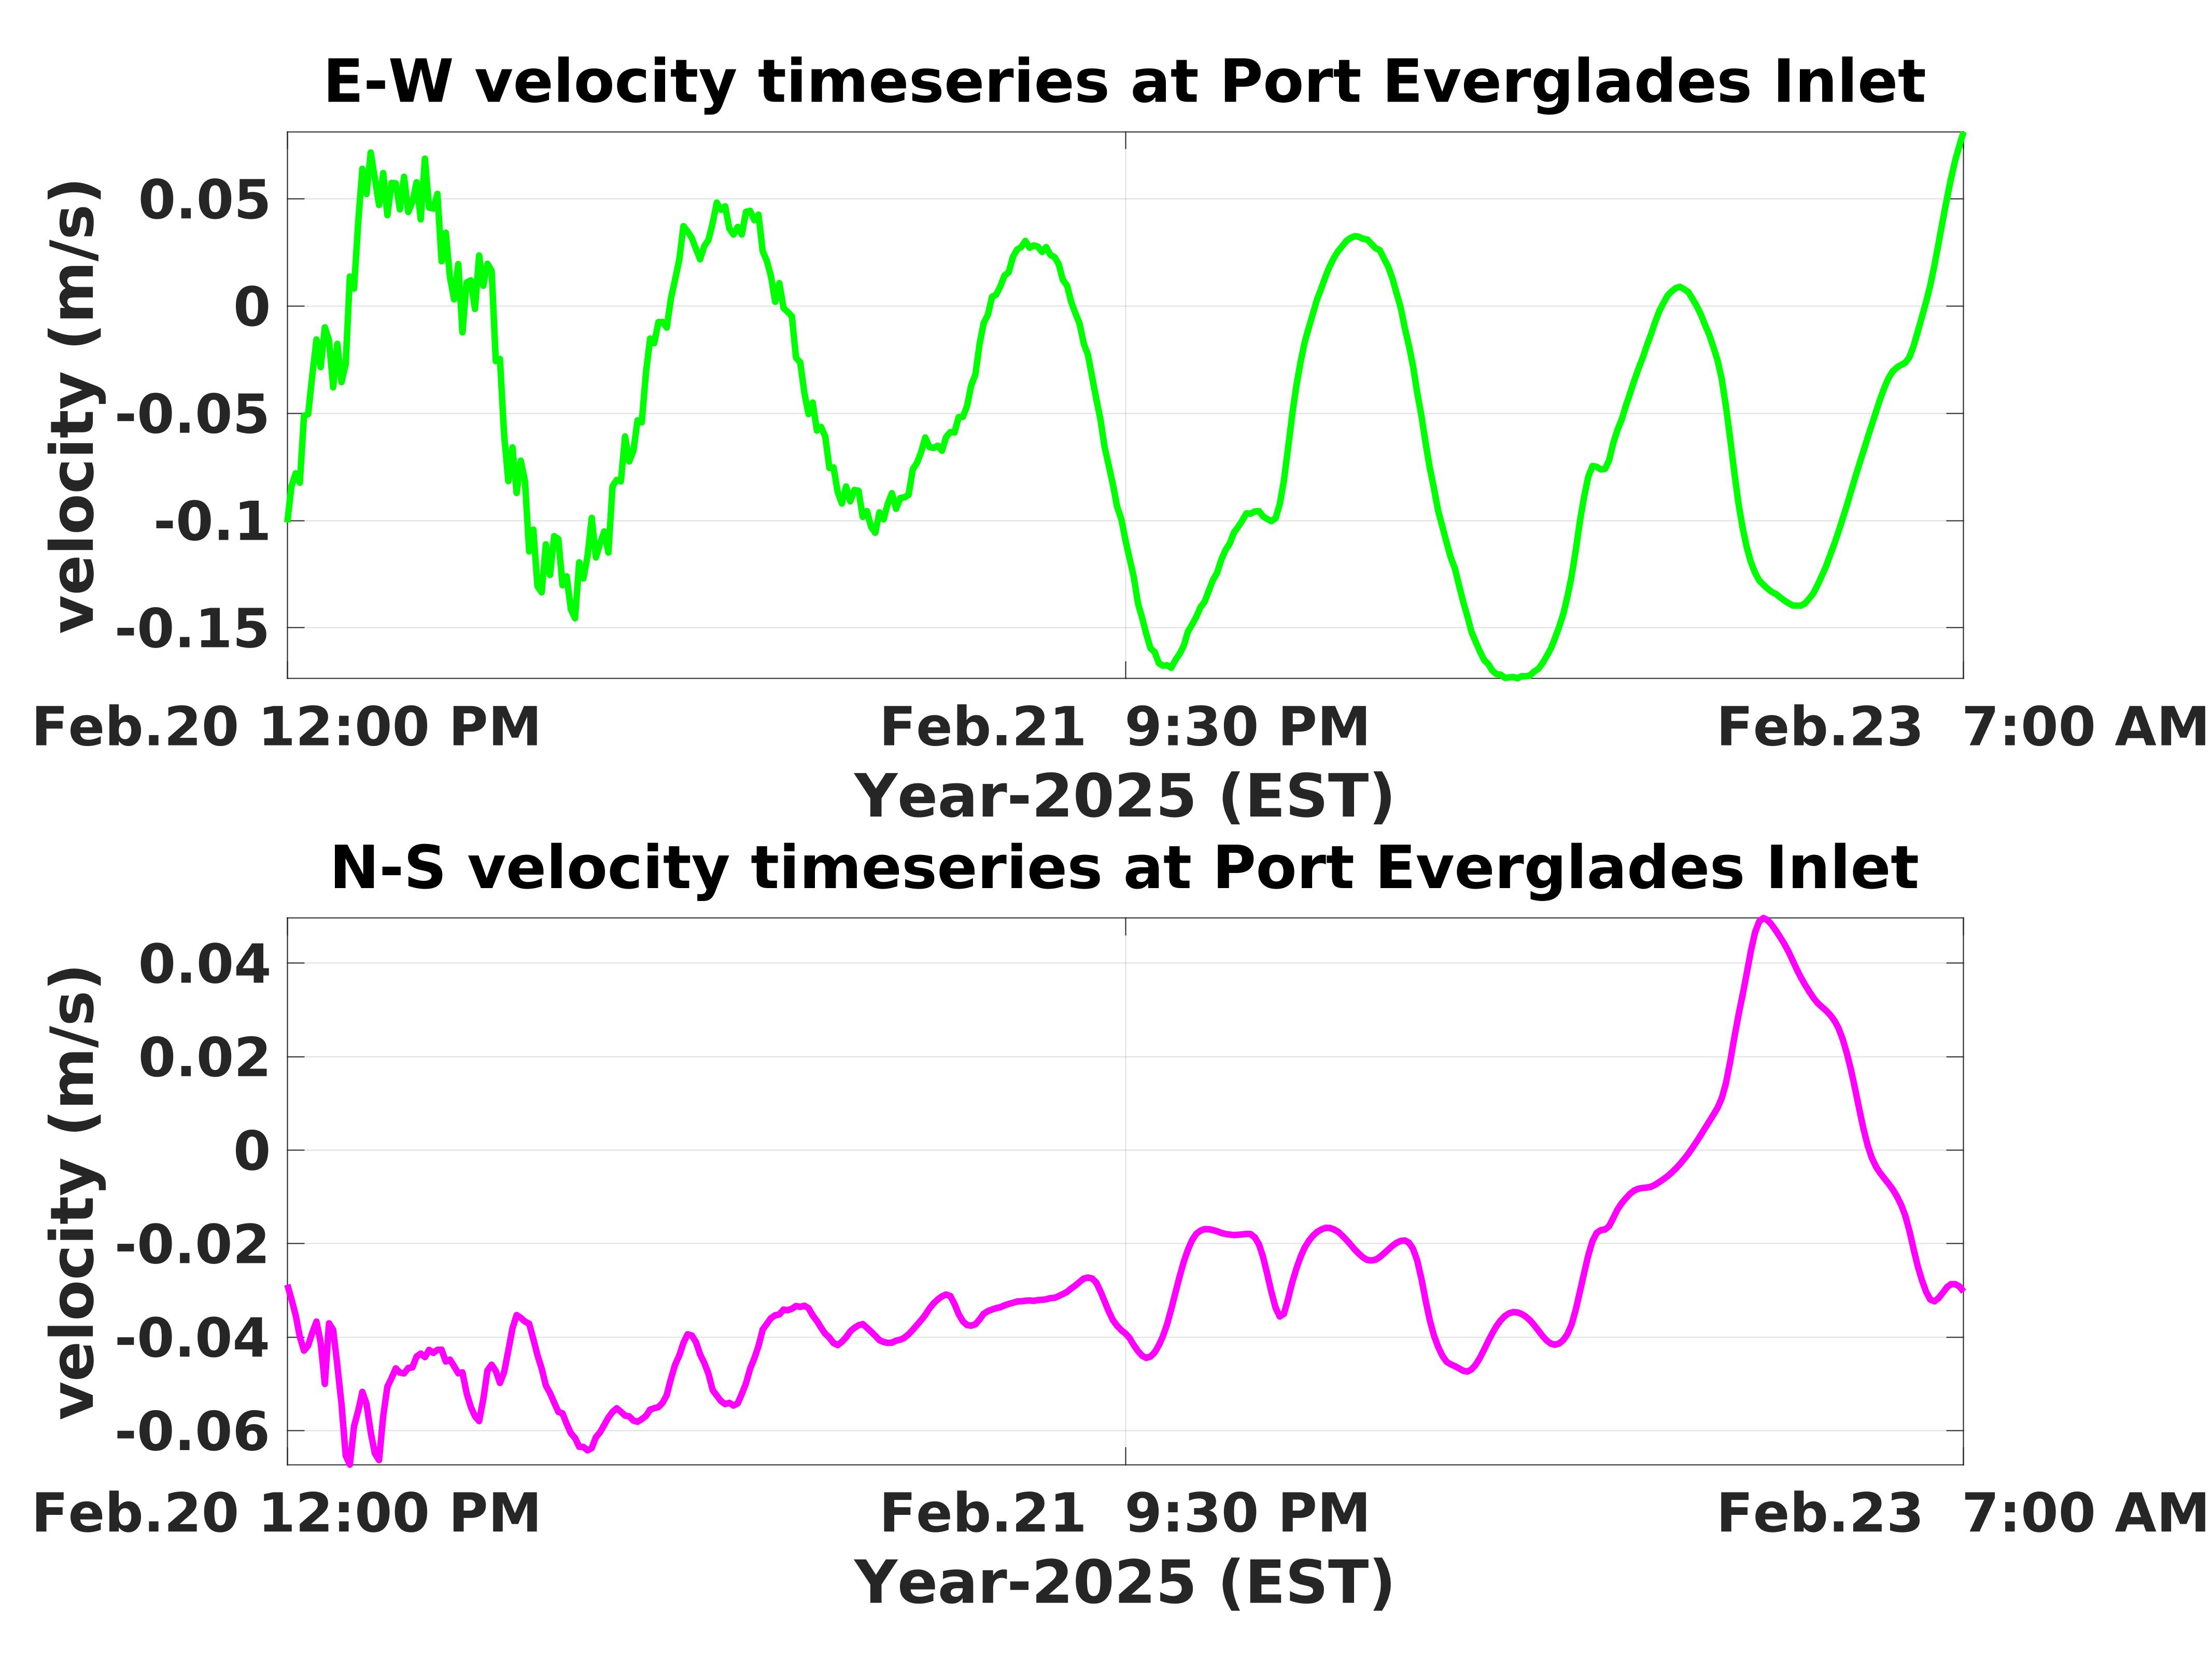 E-W velocity timeseries at Port Everglades Inlet
velocity (m/s)
0.05
0
-0.05
-0.1
-0.15
Feb.20 12:00 PM Feb.21 9:30 PM Feb.23 7:00 AM
Year-2025 (EST)
N-S velocity timeseries at Port Everglades Inlet
velocity (m/s)
0.04
0.02
0
-0.02
-0.04
-0.06
Feb.20 12:00 PM Feb.21 9:30 PM Feb.23 7:00 AM
Year-2025 (EST)